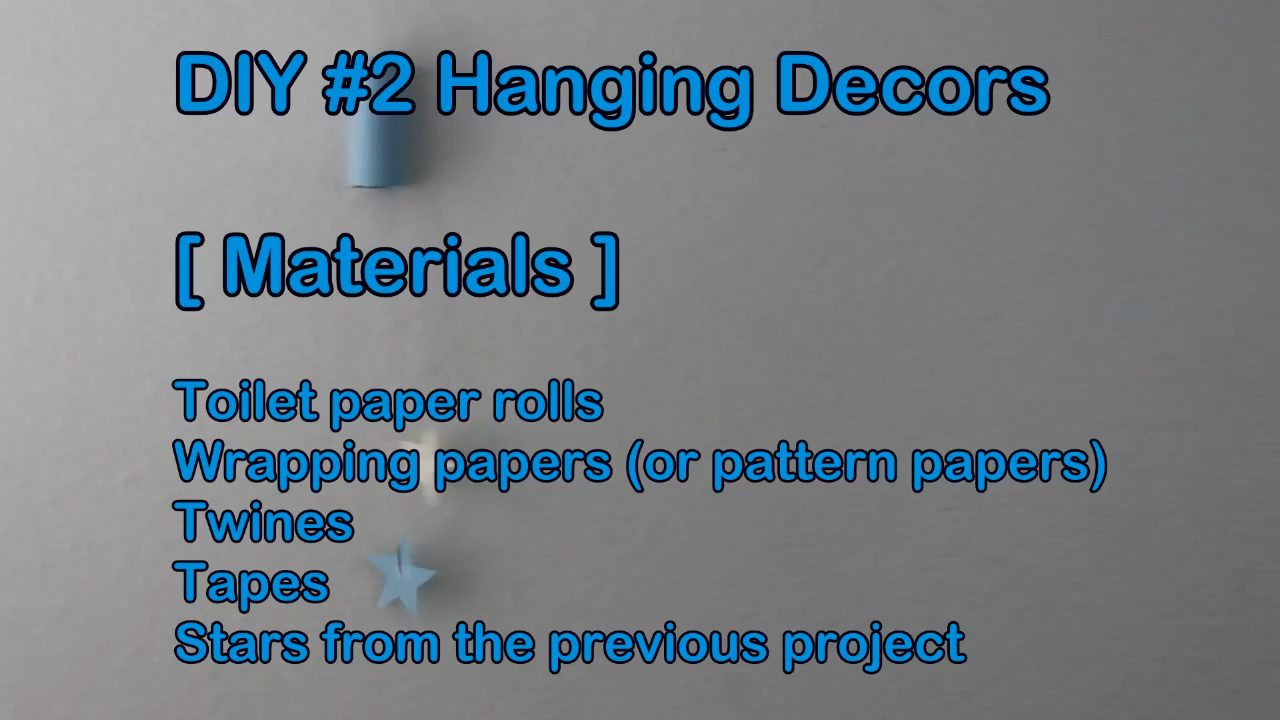 DIY #2 Hanging Decors
[ Materials ]
Toilet paper rolls
Wrapping papers (or pattern papers)
Twines
Tapes
Stars from the previous project